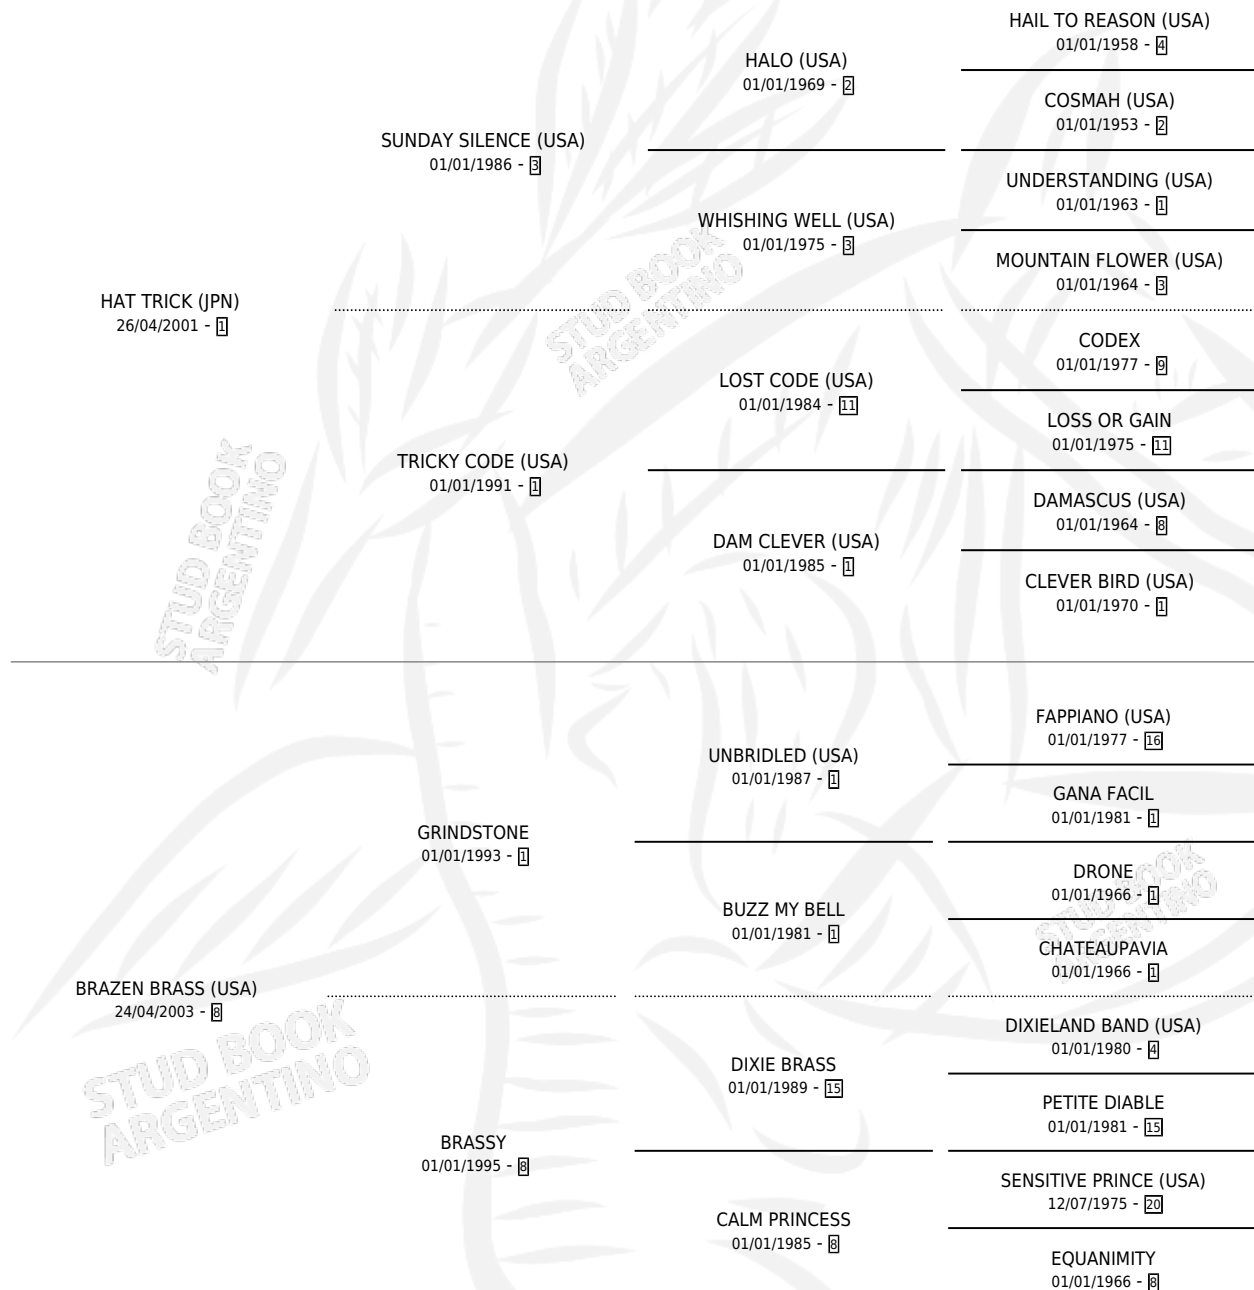 HAIL TO REASON (USA)
01/01/1958 - 4
HALO (USA)
01/01/1969 - 2
COSMAH (USA)
01/01/1953 - 2
SUNDAY SILENCE (USA)
01/01/1986 - 3
UNDERSTANDING (USA)
01/01/1963 - 1
WHISHING WELL (USA)
01/01/1975 - 3
MOUNTAIN FLOWER (USA)
01/01/1964 - 3
HAT TRICK (JPN)
26/04/2001 - 1
CODEX
01/01/1977 - 9
LOST CODE (USA)
01/01/1984 - 11
LOSS OR GAIN
01/01/1975 - 11
TRICKY CODE (USA)
01/01/1991 - 1
DAMASCUS (USA)
01/01/1964 - 8
DAM CLEVER (USA)
01/01/1985 - 1
CLEVER BIRD (USA)
01/01/1970 - 1
FAPPIANO (USA)
01/01/1977 - 16
UNBRIDLED (USA)
01/01/1987 - 1
GANA FACIL
01/01/1981 - 1
GRINDSTONE
01/01/1993 - 1
DRONE
01/01/1966 - 1
BUZZ MY BELL
01/01/1981 - 1
CHATEAUPAVIA
01/01/1966 - 1
BRAZEN BRASS (USA)
24/04/2003 - 8
DIXIELAND BAND (USA)
01/01/1980 - 4
DIXIE BRASS
01/01/1989 - 15
PETITE DIABLE
01/01/1981 - 15
BRASSY
01/01/1995 - 8
SENSITIVE PRINCE (USA)
12/07/1975 - 20
CALM PRINCESS
01/01/1985 - 8
EQUANIMITY
01/01/1966 - 8
STUD BOOK
ARGENTINO
STUD BOOK
ARGENTINO
STUD BOOK
ARGENTINO
STUD BOOK
ARGENTINO